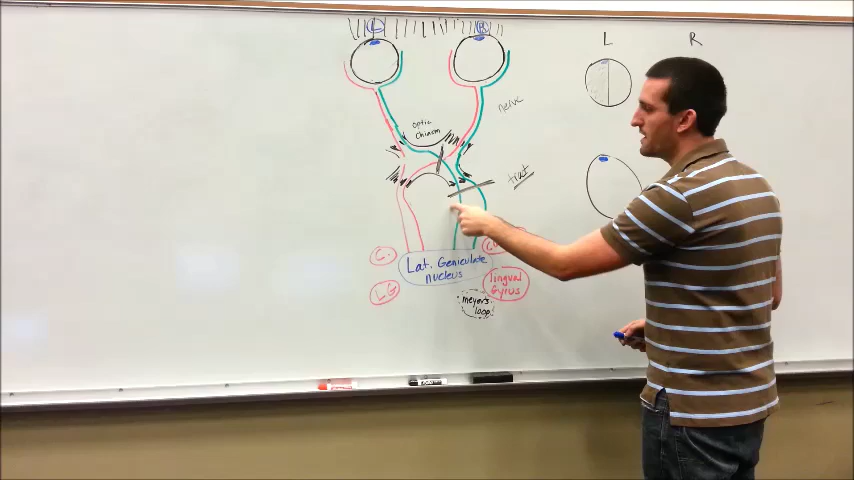 L
R
L
R
nerve
optic
chiasm
tract
C.
Lat. Geniculate
nucleus
LG
lingual
Gyrus
meyers
loop